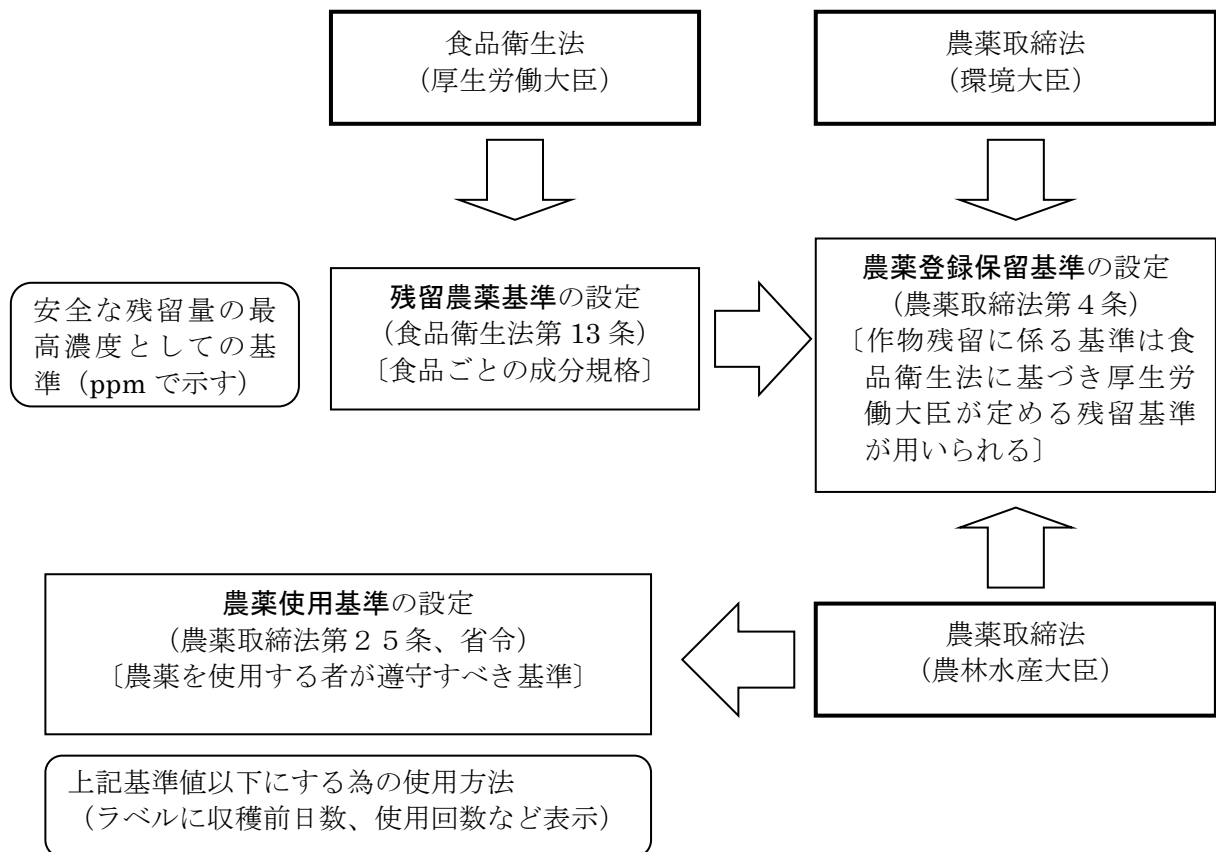 食品衛生法
（厚生労働大臣）
農薬取締法
（環境大臣）
安全な残留量の最
高濃度としての基
準（ppm で示す）
残留農薬基準の設定
（食品衛生法第 13 条）
〔食品ごとの成分規格〕
農薬登録保留基準の設定
（農薬取締法第４条）
〔作物残留に係る基準は食
品衛生法に基づき厚生労
働大臣が定める残留基準
が用いられる〕
農薬使用基準の設定
（農薬取締法第２５条、省令）
〔農薬を使用する者が遵守すべき基準〕
農薬取締法
（農林水産大臣）
上記基準値以下にする為の使用方法
（ラベルに収穫前日数、使用回数など表示）